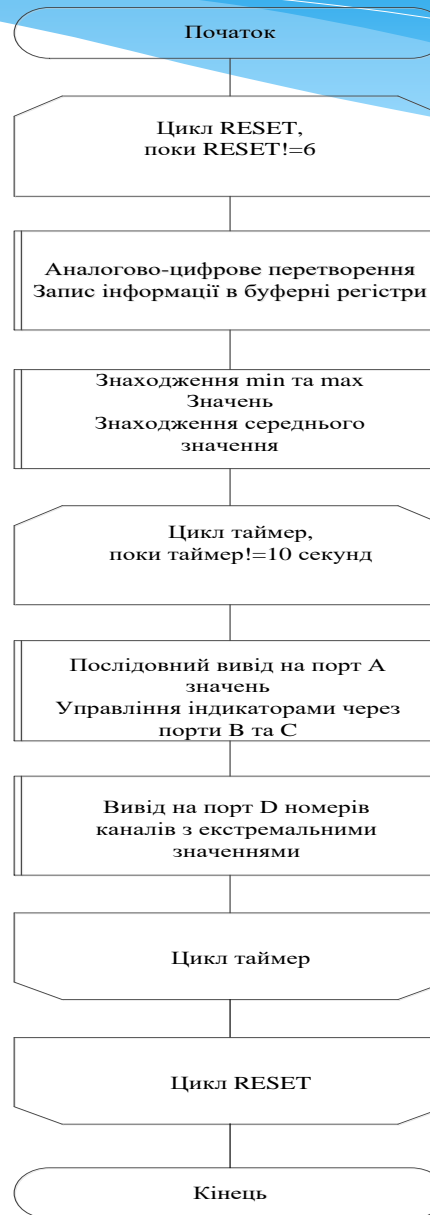 Початок
Цикл RESET,
поки RESET!=6
Аналогово-цифрове перетворення
Запис інформації в буферні регістри
Знаходження min та max
Значень
Знаходження середнього
значення
Цикл таймер,
поки таймер!=10 секунд
Послідовний вивід на порт A
значень
Управління індикаторами через
порти B та C
Вивід на порт D номерів
каналів з екстремальними
значеннями
Цикл таймер
Цикл RESET
Кінець